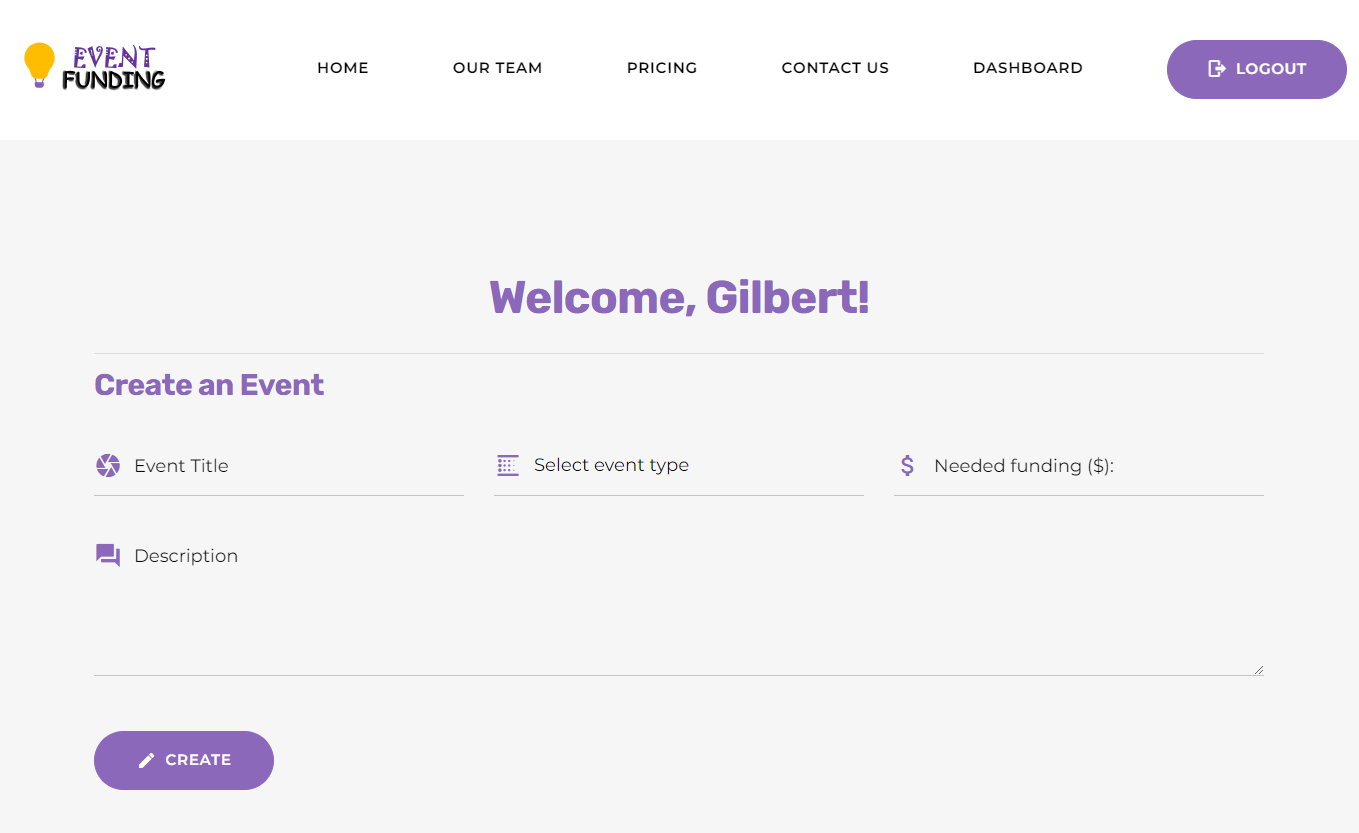 EVENT
FUNDING
HOME
OUR TEAM
PRICING
CONTACT US
DASHBOARD
LOGOUT
Welcome, Gilbert!
Create an Event
Event Title
Select event type
Needed funding ($):
Description
CREATE